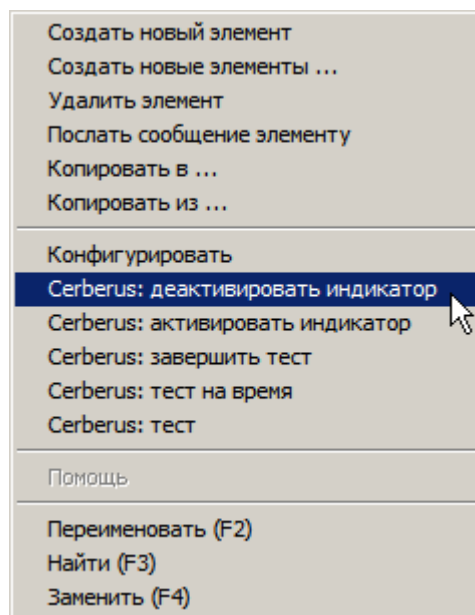 Создать новый элемент
Создать новые элементы ...
Удалить элемент
Послать сообщение элементу
Копировать в ...
Копировать из ...
Конфигурировать
Cerberus: деактивировать индикатор
Cerberus: активировать индикатор
Cerberus: завершить тест
Cerberus: тест на время
Cerberus: тест
Помощь
Переименовать (F2)
Найти (F3)
Заменить (F4)